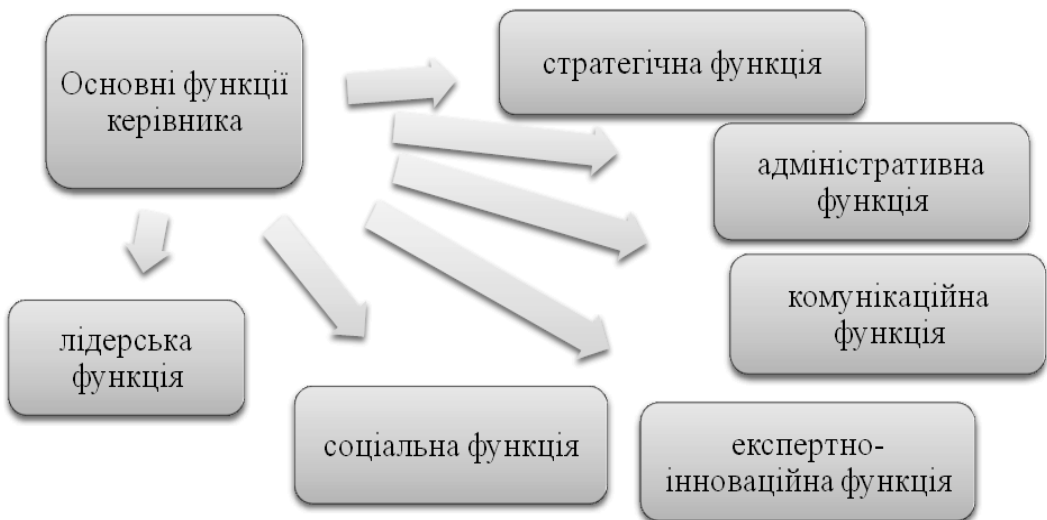 Основні функції
керівника
стратегічна функція
адміністративна
функція
комунікаційна
функція
експертно-
інноваційна функція
соціальна функція
лідерська
функція